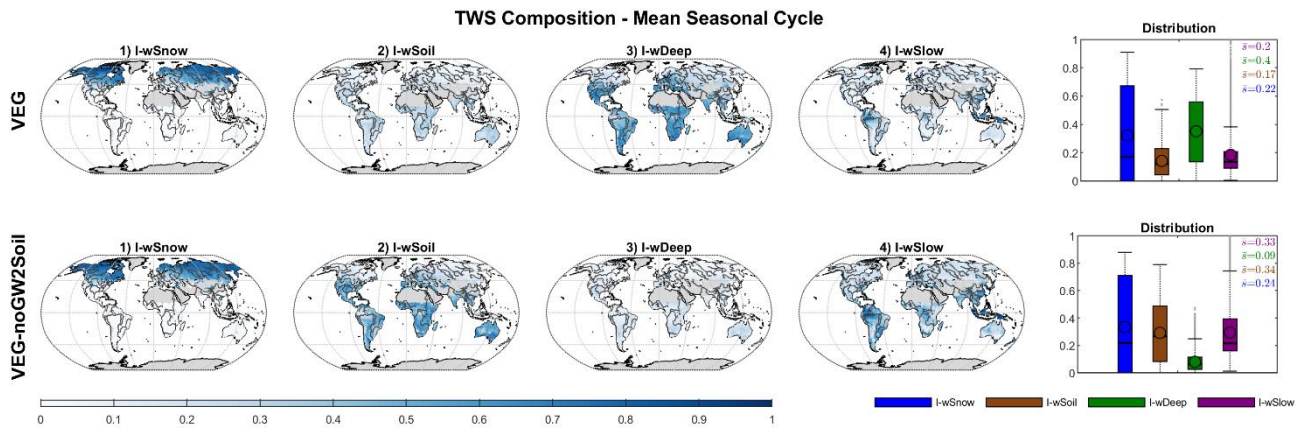 TWS Composition - Mean Seasonal Cycle
VEG
1) I-wSnow
2) I-wSoil
3) I-wDeep
4) I-wSlow
Distribution
1
0.8
0.6
0.4
0.2
0
s̄=0.2
s̄=0.4
s̄=0.17
s̄=0.22
VEG-noGW2Soil
1) I-wSnow
2) I-wSoil
3) I-wDeep
4) I-wSlow
Distribution
1
0.8
0.6
0.4
0.2
0
s̄=0.33
s̄=0.09
s̄=0.34
s̄=0.24
0 0.1 0.2 0.3 0.4 0.5 0.6 0.7 0.8 0.9 1
I-wSnow I-wSoil I-wDeep I-wSlow